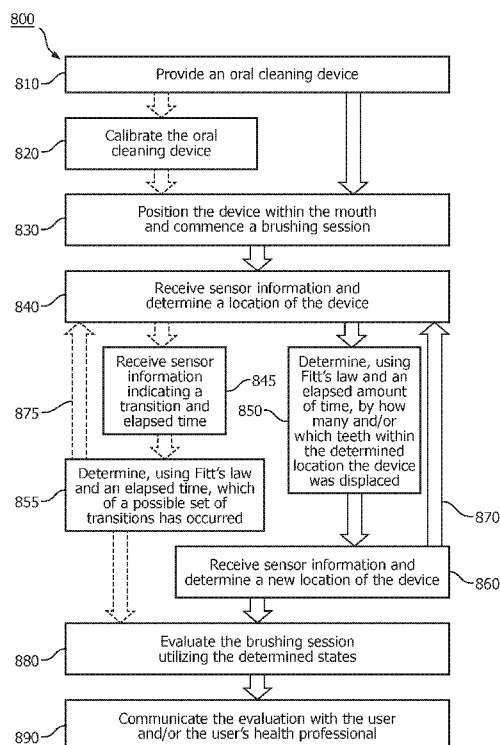 800
810
Provide an oral cleaning device
820
Calibrate the oral
cleaning device
830
Position the device within the mouth
and commence a brushing session
840
Receive sensor information and
determine a location of the device
875
Receive sensor
information
indicating a
transition and
elapsed time
845
850
Determine, using
Fitt's law and an
elapsed amount
of time, by how
many and/or
which teeth within
the determined
location the device
was displaced
855
Determine, using Fitt's law
and an elapsed time, which
of a possible set of
transitions has occurred
870
Receive sensor information and
determine a new location of the device
860
880
Evaluate the brushing session
utilizing the determined states
890
Communicate the evaluation with the user
and/or the user's health professional